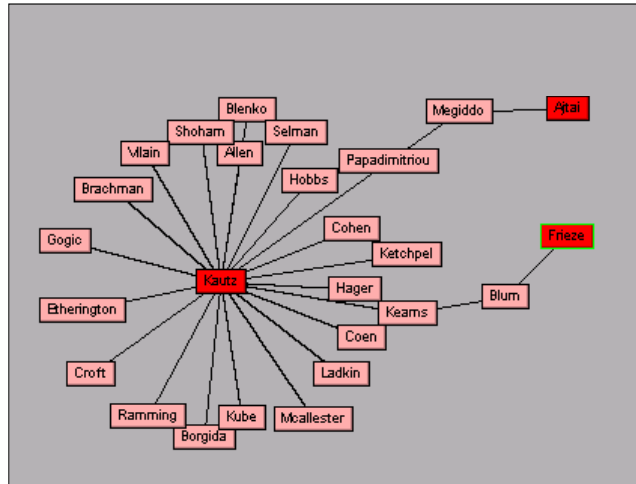 Blenko
Megiddo
Ajtai
Shoham
Selman
Vilain
Allen
Papadimitriou
Hobbs
Brachman
Cohen
Frieze
Gogic
Ketchpel
Kautz
Hager
Blum
Etherington
Kearns
Coen
Croft
Ladkin
Ramming
Kube
Mcallester
Borgida